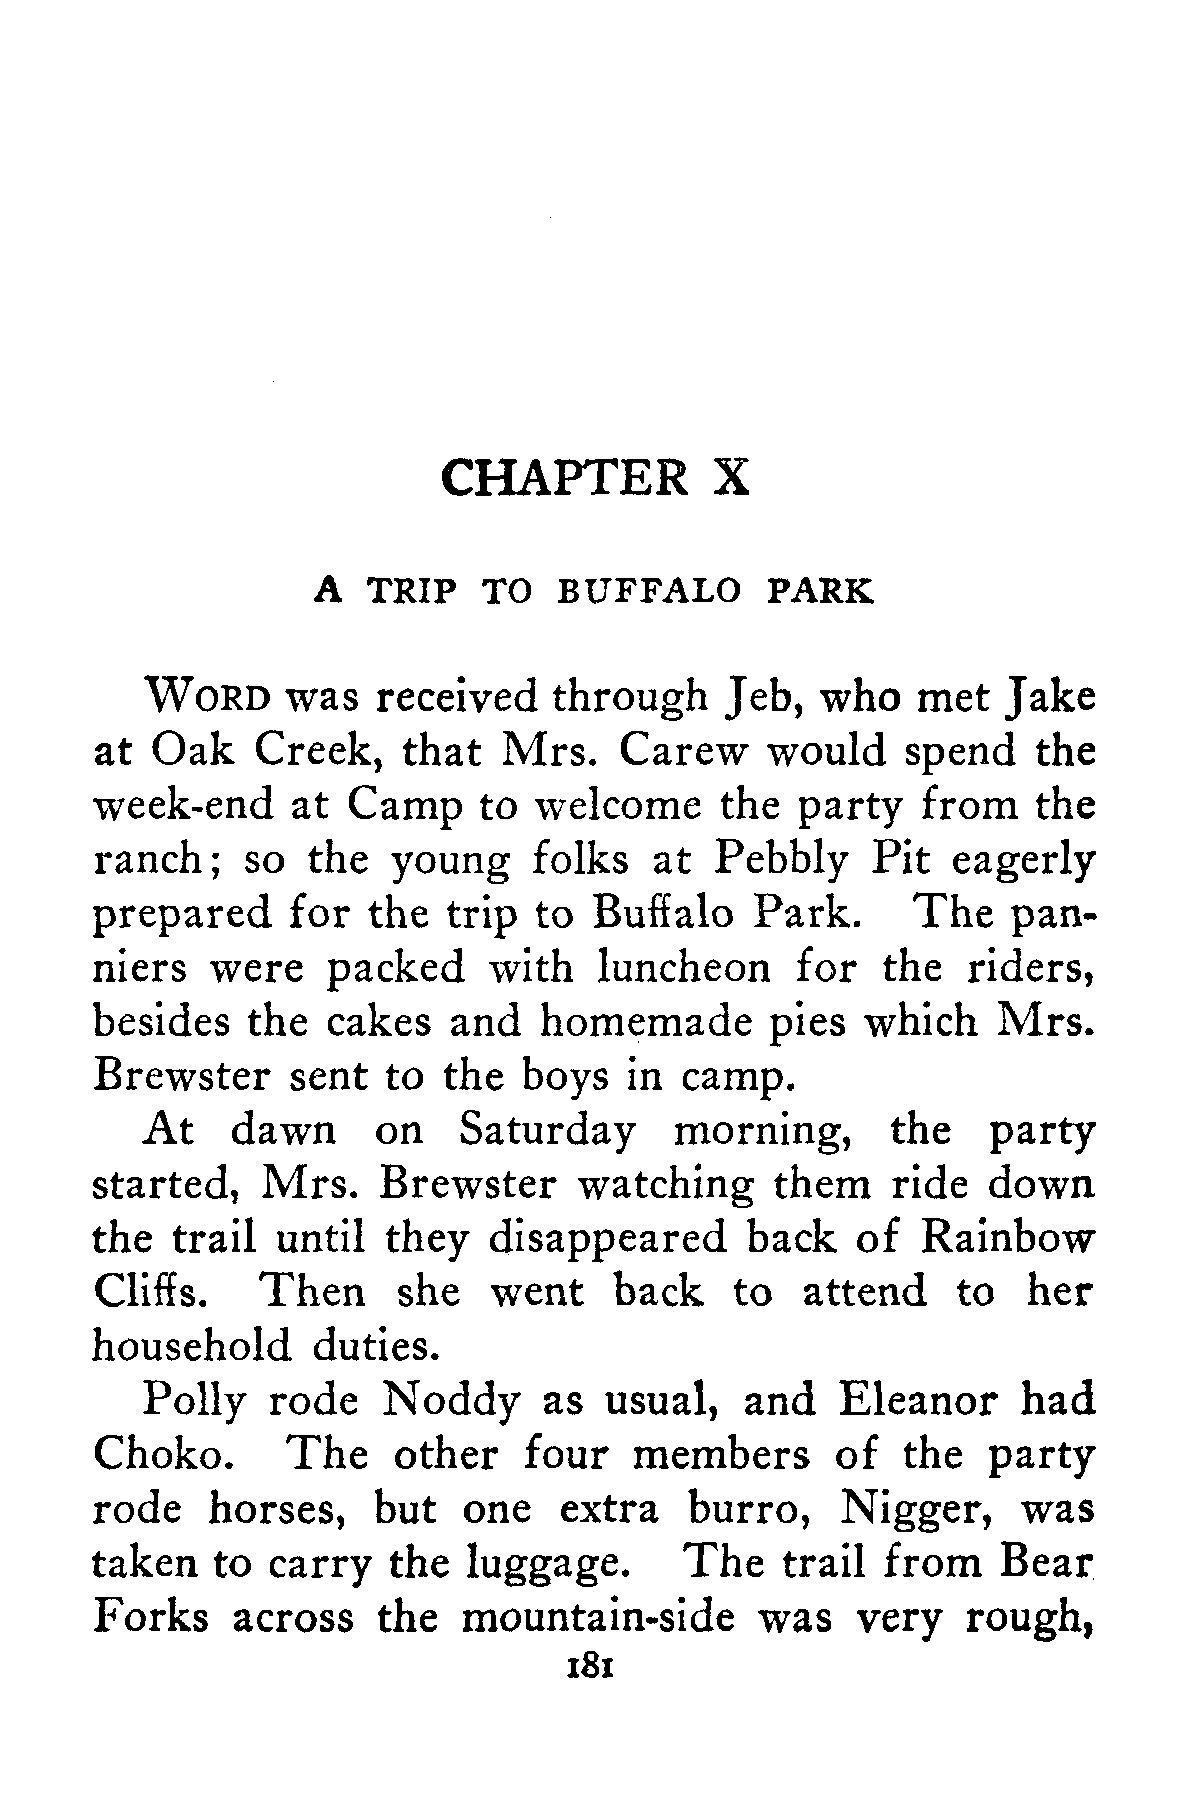 CHAPTER X
A TRIP TO BUFFALO PARK
WORD was received through Jeb, who met Jake
at Oak Creek, that Mrs. Carew would spend the
week-end at Camp to welcome the party from the
ranch; so the young folks at Pebbly Pit eagerly
prepared for the trip to Buffalo Park. The pan-
niers were packed with luncheon for the riders,
besides the cakes and homemade pies which Mrs.
Brewster sent to the boys in camp.
At dawn on Saturday morning, the party
started, Mrs. Brewster watching them ride down
the trail until they disappeared back of Rainbow
Cliffs. Then she went back to attend to her
household duties.
Polly rode Noddy as usual, and Eleanor had
Choko. The other four members of the party
rode horses, but one extra burro, Nigger, was
taken to carry the luggage. The trail from Bear
Forks across the mountain-side was very rough,
181